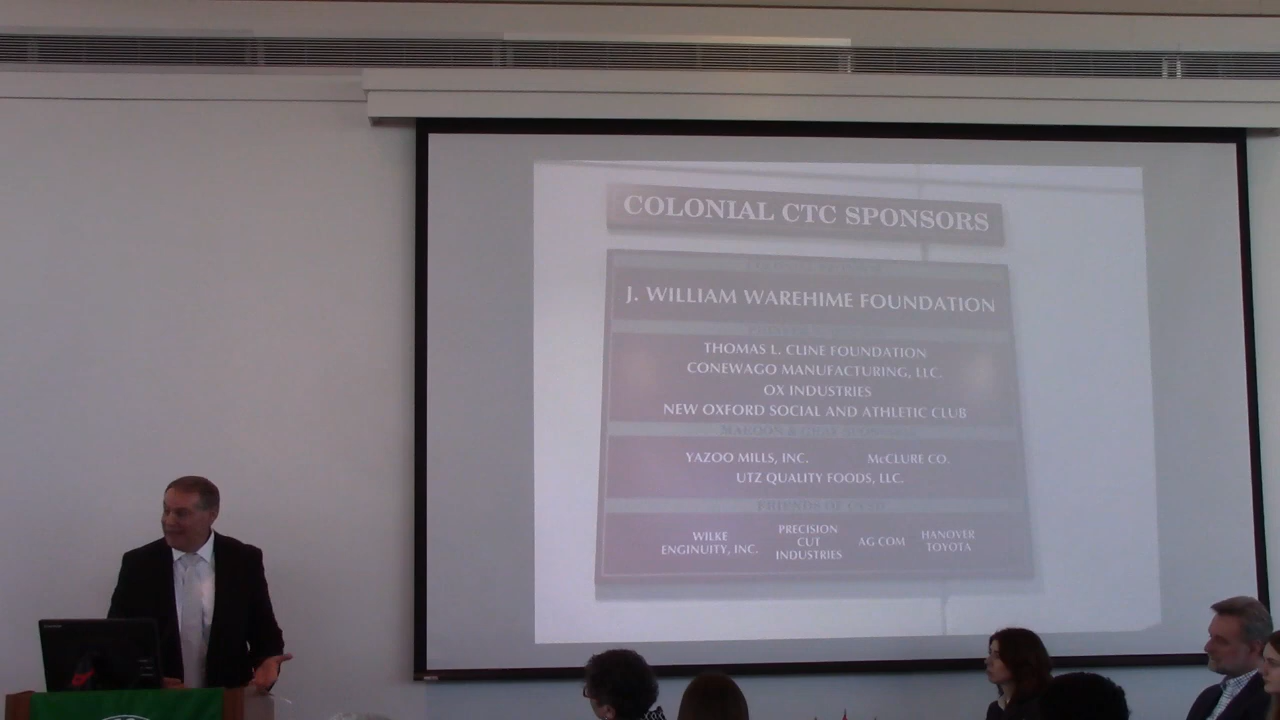 COLONIAL CTC SPONSORS
J. WILLIAM WAREHIME FOUNDATION
THOMAS L. CLINE FOUNDATION
CONEWAGO MANUFACTURING, LLC.
OX INDUSTRIES
NEW OXFORD SOCIAL AND ATHLETIC CLUB
YAZOO MILLS, INC. McCLURE CO.
UTZ QUALITY FOODS, LLC.
FRIENDS OF
WILKE ENGINUITY, INC.
PRECISION CUT INDUSTRIES
AG COM
HANOVER TOYOTA